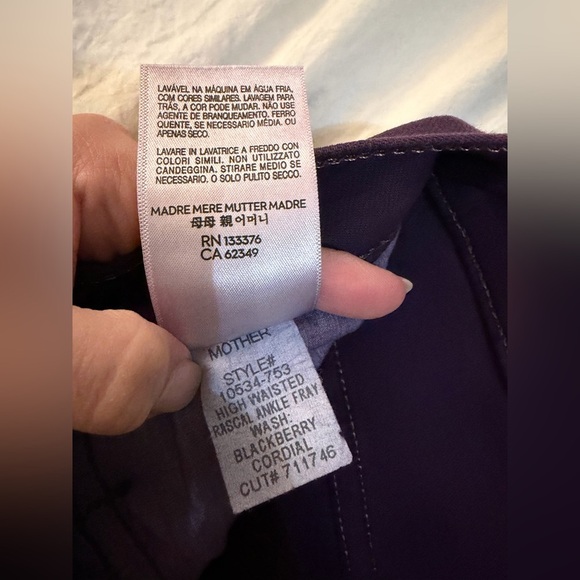 LAVÁVEL NA MÁQUINA EM ÁGUA FRIA,
COM CORES SIMILARES. LAVAGEM PARA
TRÁS, A COR PODE MUDAR. NÃO USE
AGENTE DE BRANQUEAMENTO. FERRO
QUENTE, SE NECESSARIO MÉDIA. OU
APENAS SECO.
LAVARE IN LAVATRICE A FREDDO CON
COLORI SIMILI. NON UTILIZZATO
CANDEGGINA. STIRARE MEDIO SE
NECESSARIO. O SOLO PULITO SECCO.
MADRE MERE MUTTER MADRE
母母 親 어머니
RN 133376
CA 62349
MOTHER
STYLE#
10534-753
HIGH WAISTED
RASCAL ANKLE FRAY
WASH:
BLACKBERRY
CORDIAL
CUT# 711746